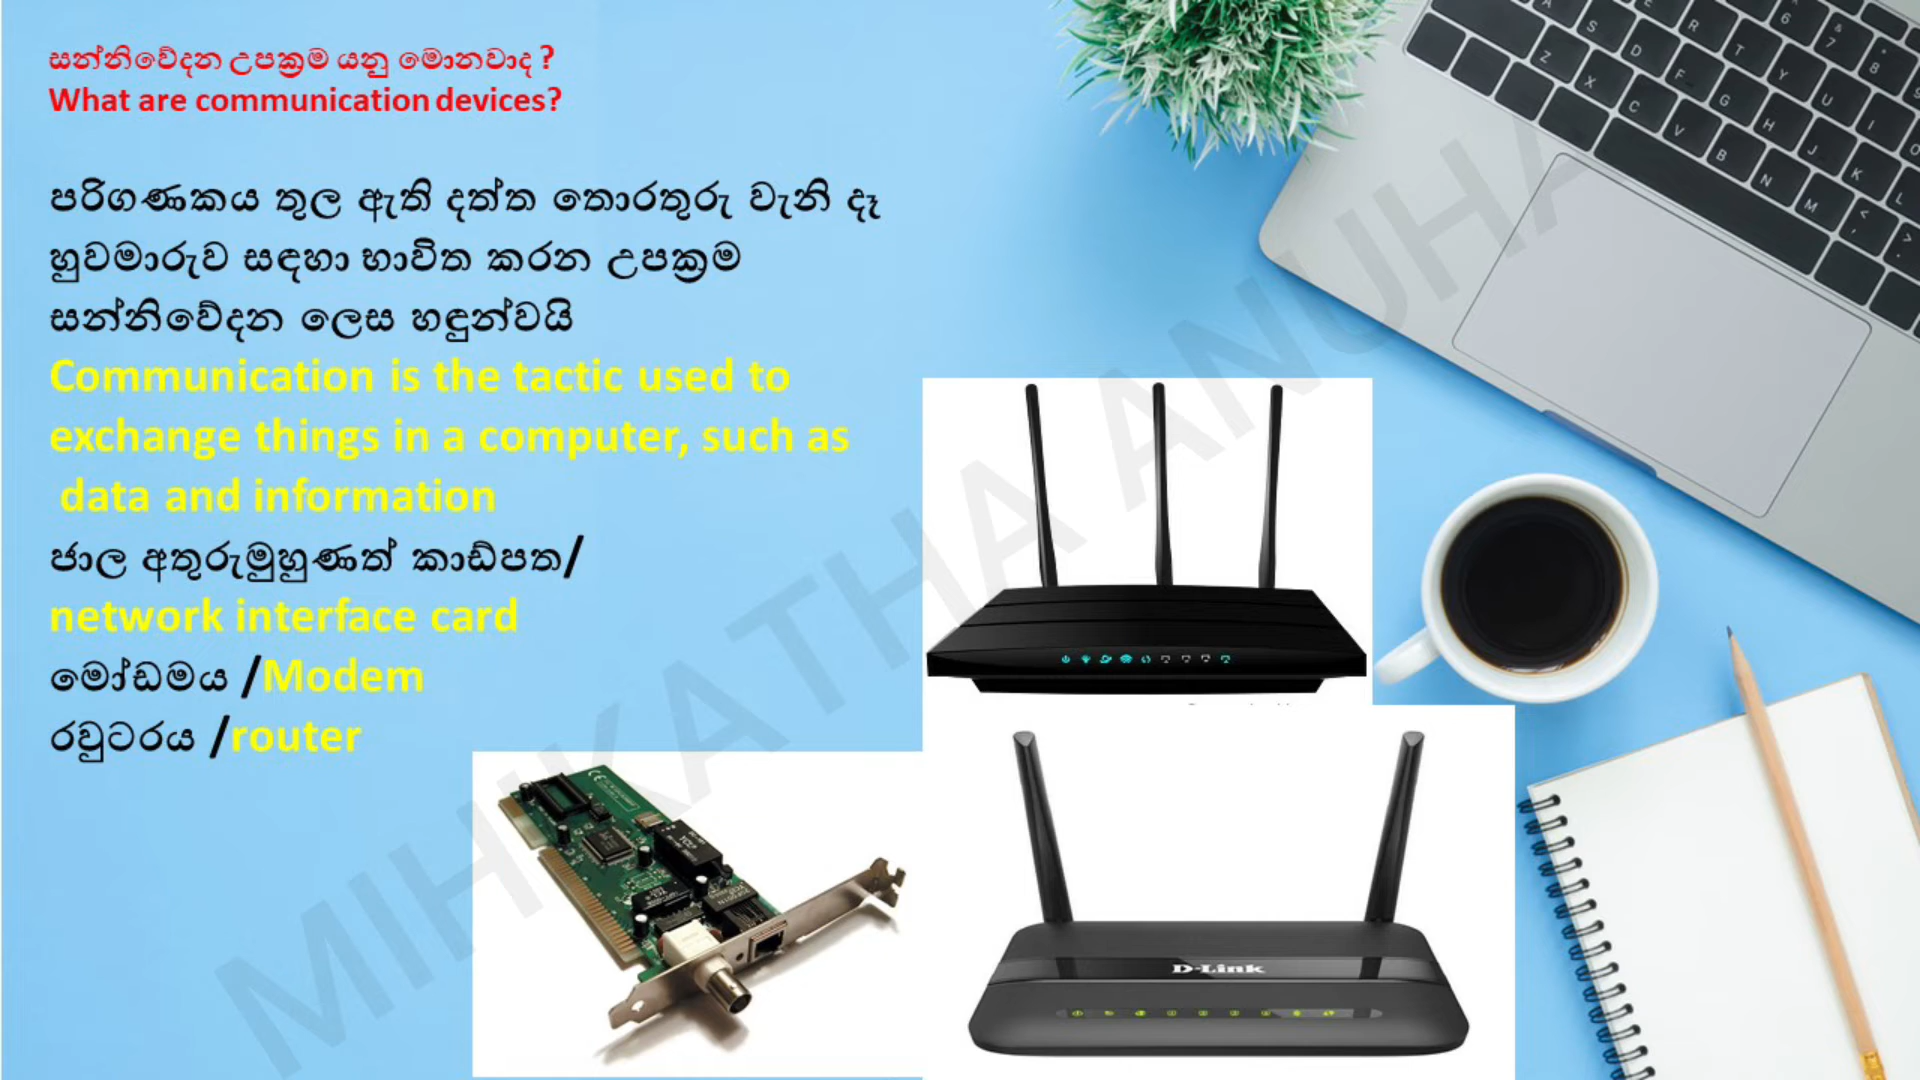 සන්නිවේදන උපක්‍රම යනු මොනවාද ?
What are communication devices?
පරිගණකය තුල ඇති දත්ත තොරතුරු වැනි දෑ
හුවමාරුව සඳහා භාවිත කරන උපක්‍රම
සන්නිවේදන ලෙස හඳුන්වයි
Communication is the tactic used to
exchange things in a computer, such as
data and information
ජාල අතුරුමුහුණත් කාඩ්පත/
network interface card
මෝඩමය /Modem
රවුටරය /router
D-Link
MIHIKATHA ANUHA